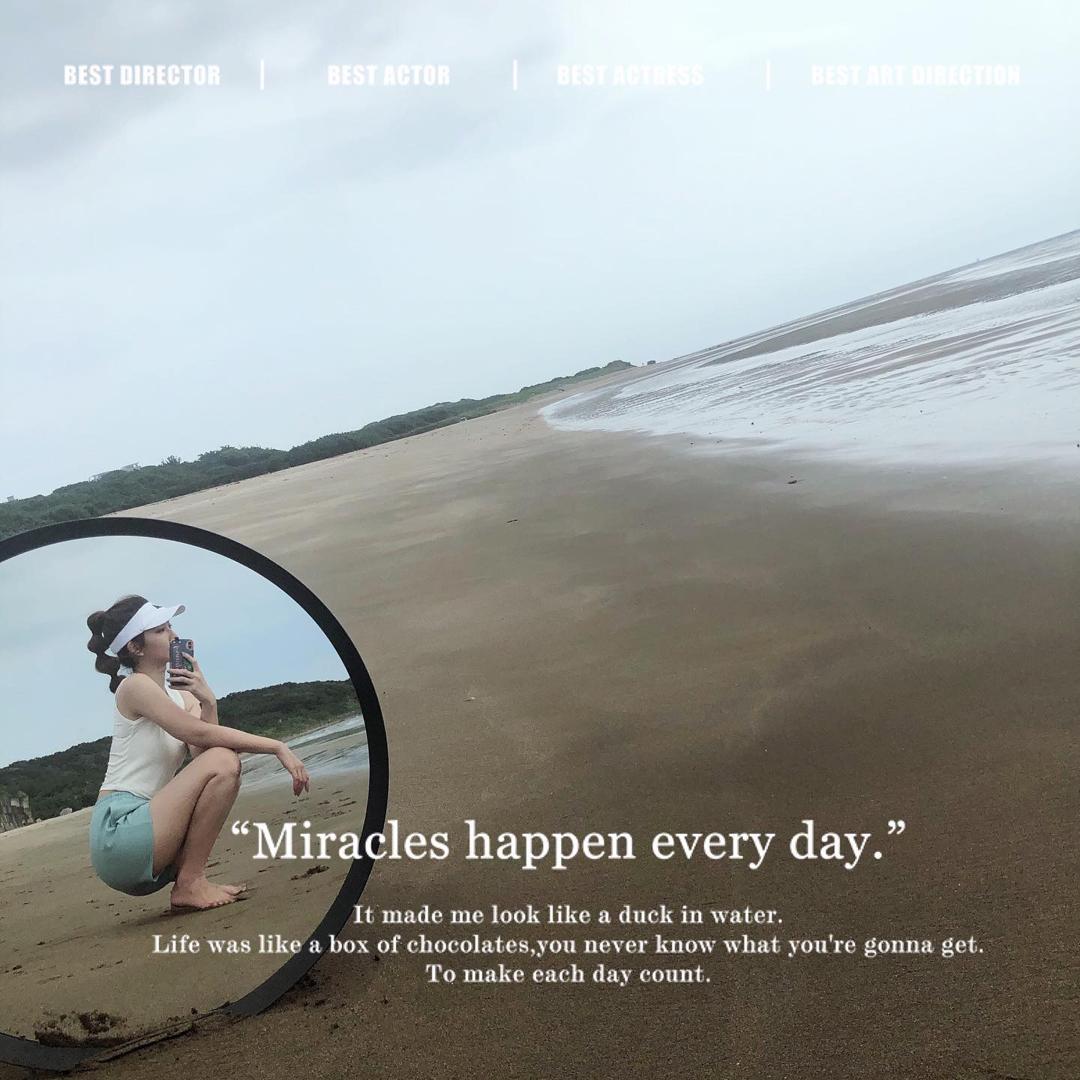 BEST DIRECTOR | BEST ACTOR | BEST ACTRESS | BEST ART DIRECTION
“Miracles happen every day.”
It made me look like a duck in water.
Life was like a box of chocolates,you never know what you're gonna get.
To make each day count.